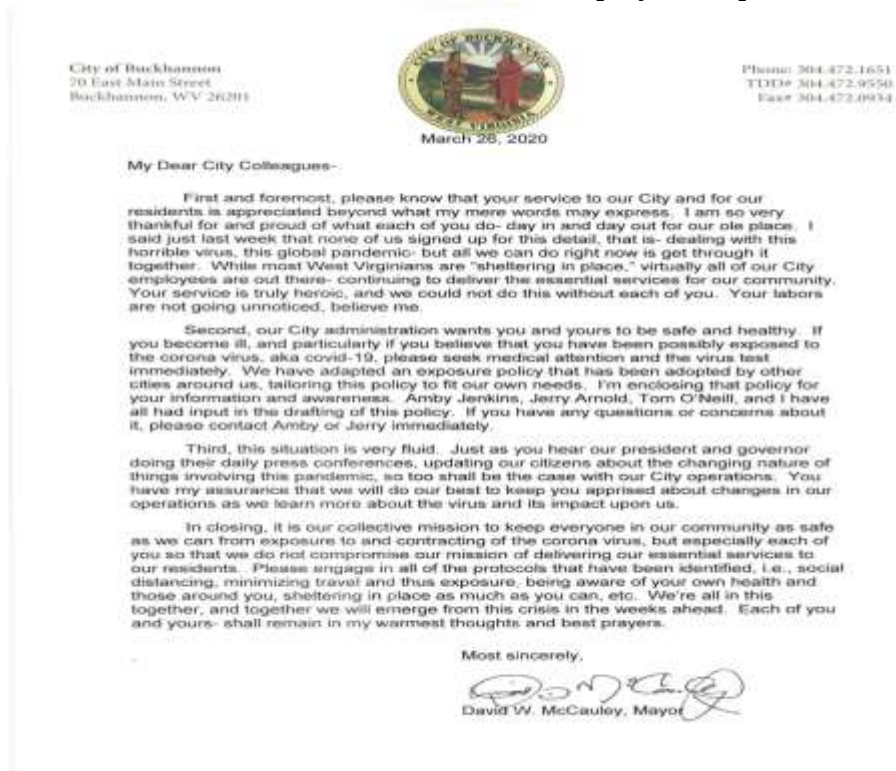 City of Buckhannon
70 East Main Street
Buckhannon, WV 26201
CITY OF BUCKHANNON
WEST VIRGINIA
Phone: 304.472.1651
TDD# 304.472.9550
Fax# 304.472.0934
March 26, 2020
My Dear City Colleagues-
First and foremost, please know that your service to our City and for our
residents is appreciated beyond what my mere words may express. I am so very
thankful for and proud of what each of you do- day in and day out for our ole place. I
said just last week that none of us signed up for this detail, that is- dealing with this
horrible virus, this global pandemic- but all we can do right now is get through it
together. While most West Virginians are "sheltering in place," virtually all of our City
employees are out there- continuing to deliver the essential services for our community.
Your service is truly heroic, and we could not do this without each of you. Your labors
are not going unnoticed, believe me.
Second, our City administration wants you and yours to be safe and healthy. If
you become ill, and particularly if you believe that you have been possibly exposed to
the corona virus, aka covid-19, please seek medical attention and the virus test
immediately. We have adapted an exposure policy that has been adopted by other
cities around us, tailoring this policy to fit our own needs. I'm enclosing that policy for
your information and awareness. Amby Jenkins, Jerry Arnold, Tom O'Neill, and I have
all had input in the drafting of this policy. If you have any questions or concerns about
it, please contact Amby or Jerry immediately.
Third, this situation is very fluid. Just as you hear our president and governor
doing their daily press conferences, updating our citizens about the changing nature of
things involving this pandemic, so too shall be the case with our City operations. You
have my assurance that we will do our best to keep you apprised about changes in our
operations as we learn more about the virus and its impact upon us.
In closing, it is our collective mission to keep everyone in our community as safe
as we can from exposure to and contracting of the corona virus, but especially each of
you so that we do not compromise our mission of delivering our essential services to
our residents. Please engage in all of the protocols that have been identified, i.e., social
distancing, minimizing travel and thus exposure, being aware of your own health and
those around you, sheltering in place as much as you can, etc. We're all in this
together, and together we will emerge from this crisis in the weeks ahead. Each of you
and yours- shall remain in my warmest thoughts and best prayers.
Most sincerely,
David W. McCauley, Mayor